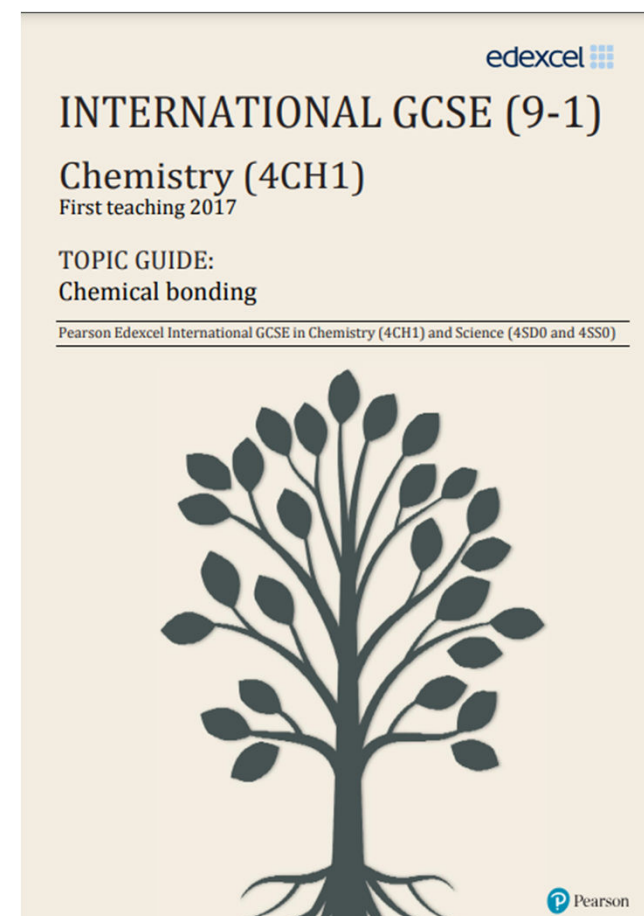 edexcel
INTERNATIONAL GCSE (9-1)
Chemistry (4CH1)
First teaching 2017
TOPIC GUIDE:
Chemical bonding
Pearson Edexcel International GCSE in Chemistry (4CH1) and Science (4SD0 and 4SS0)
P Pearson